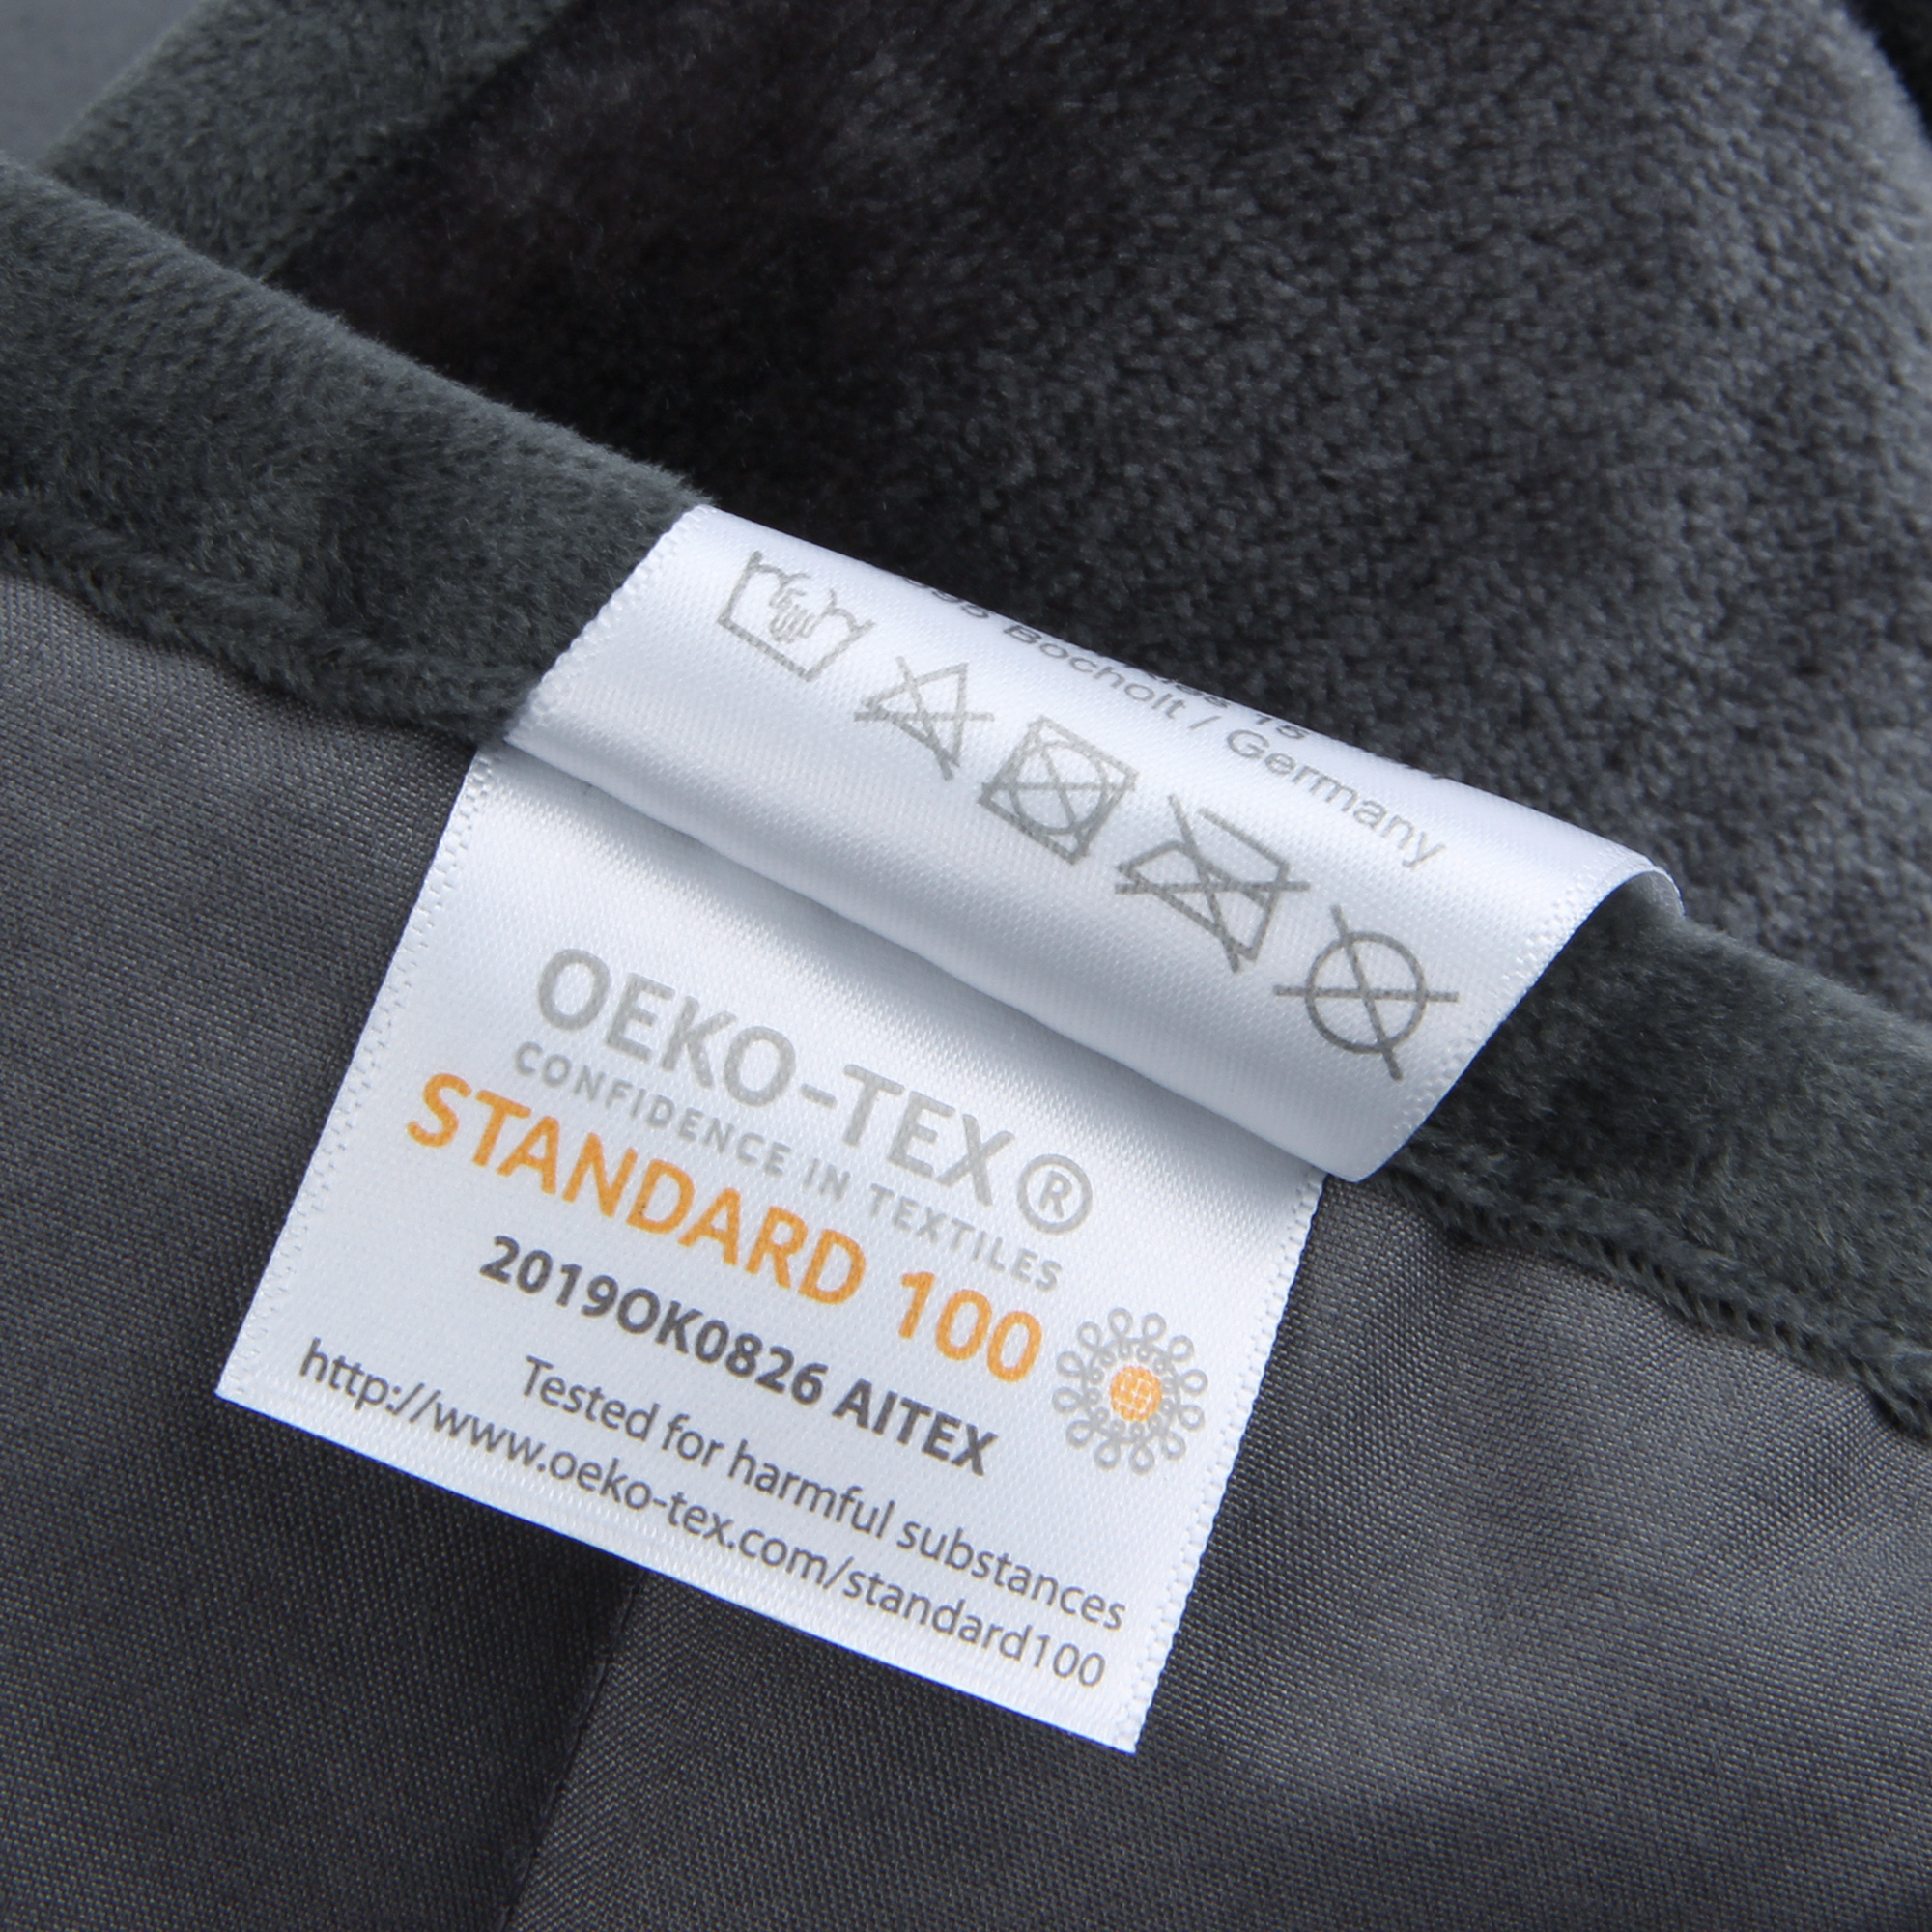 Bocholt / Germany
OEKO-TEX®
CONFIDENCE IN TEXTILES
STANDARD 100
2019OK0826 AITEX
Tested for harmful substances
http://www.oeko-tex.com/standard100